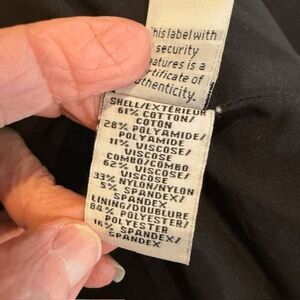 This label with
security
features is a
certificate of
authenticity.
SHELL/EXTÉRIEUR
61% COTTON/
COTON
28% POLYAMIDE/
POLYAMIDE
11% VISCOSE/
VISCOSE
COMBO/COMBO
62% VISCOSE/
VISCOSE
33% NYLON/NYLON
5% SPANDEX/
SPANDEX
LINING/DOUBLURE
84% POLYESTER/
POLYESTER
16% SPANDEX/
SPANDEX